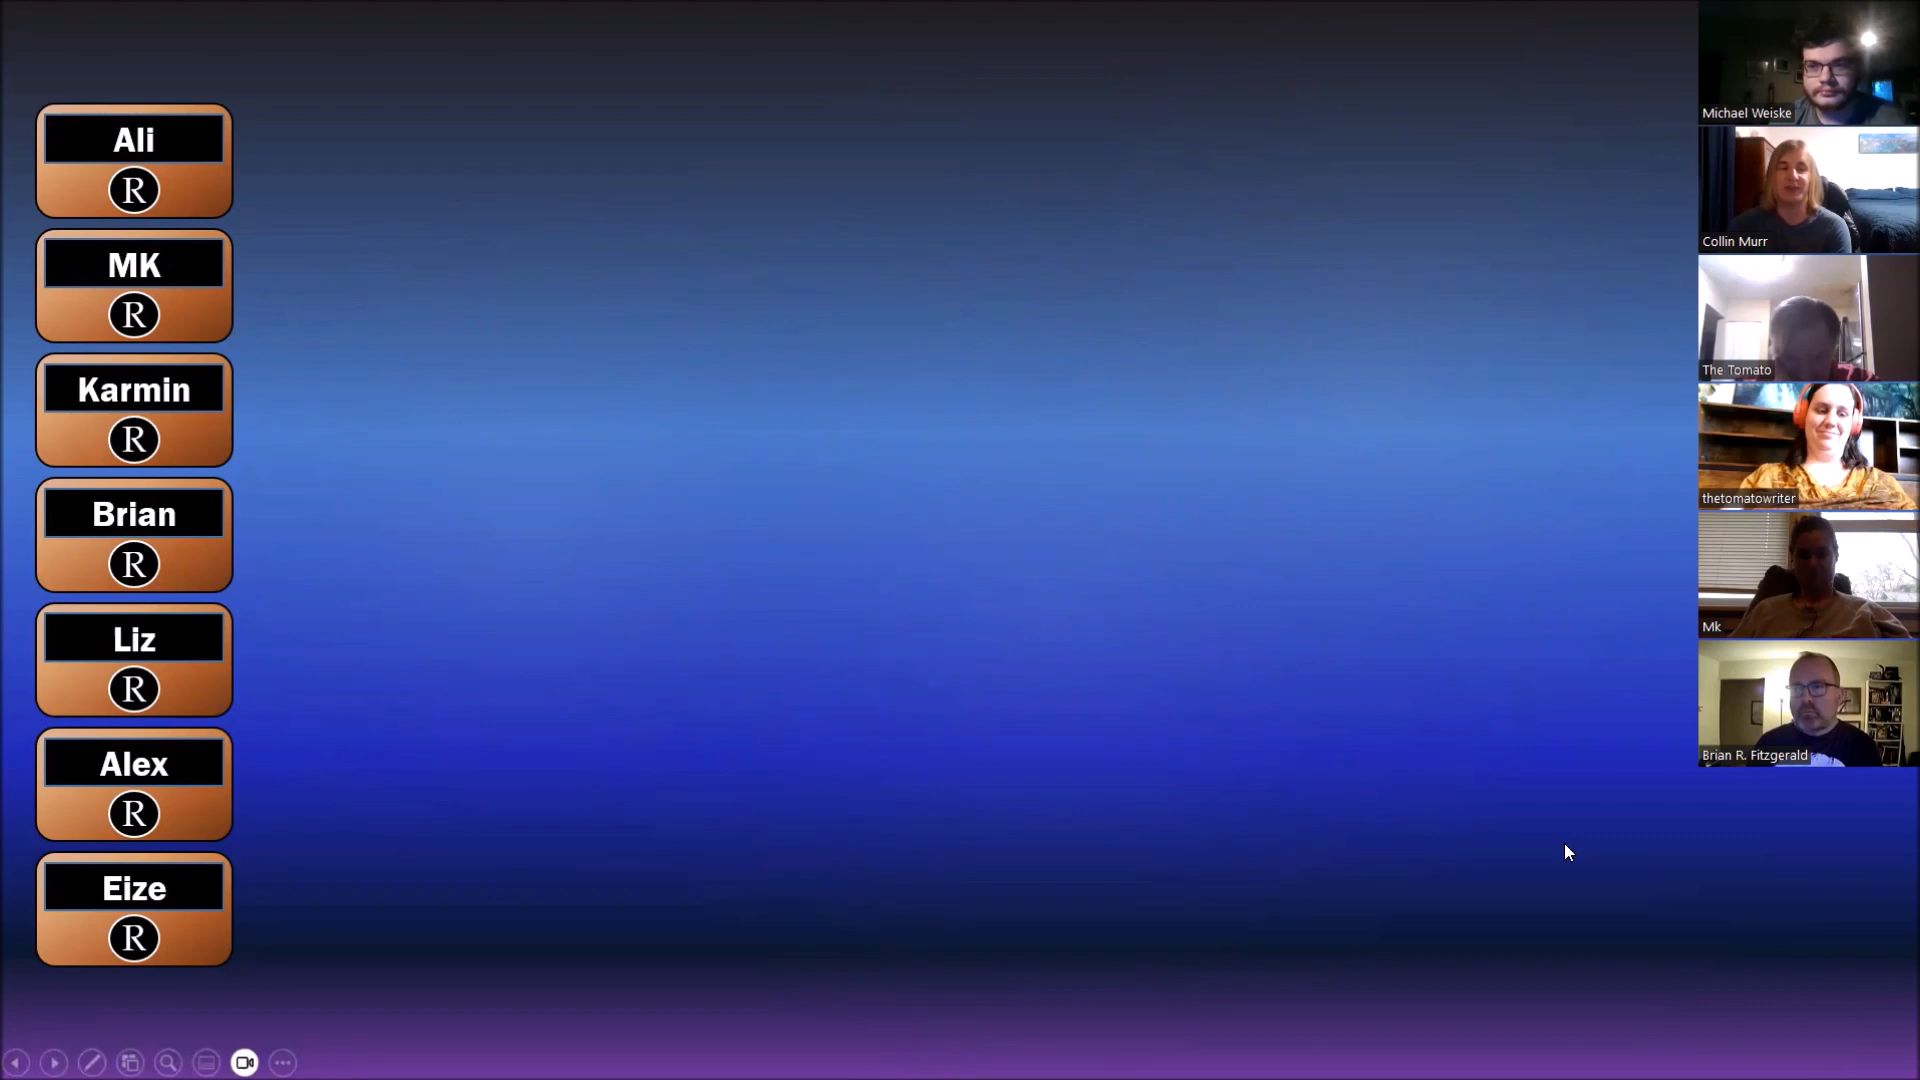 Ali
R
MK
R
Karmin
R
Brian
R
Liz
R
Alex
R
Eize
R
Michael Weiske
Collin Murr
The Tomato
thetomatowriter
Mk
Brian R. Fitzgerald